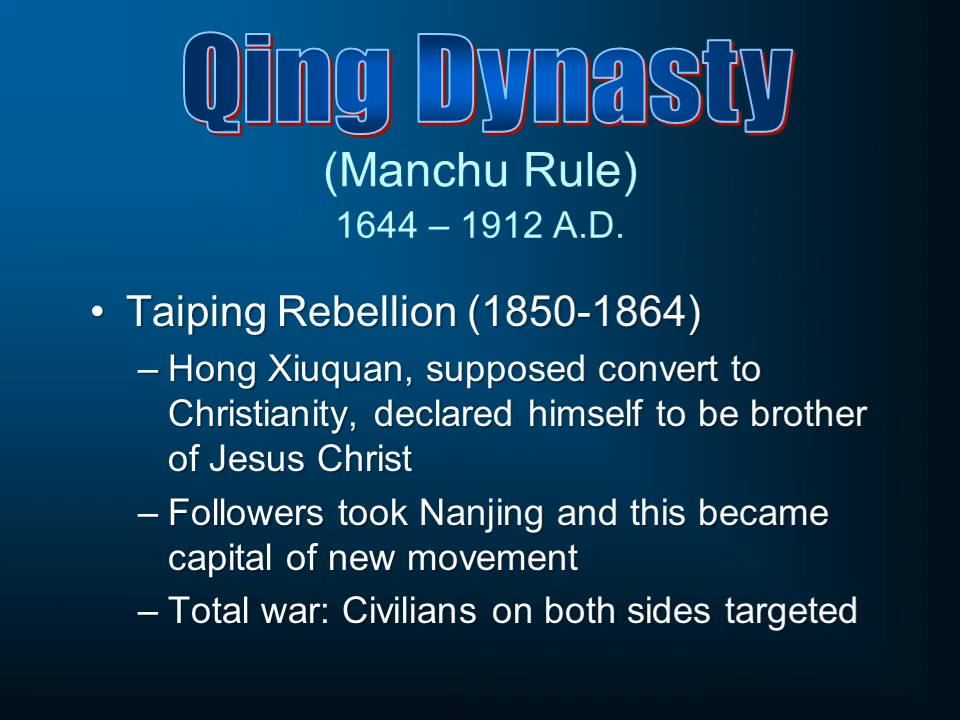 Qing Dynasty
(Manchu Rule)
1644 – 1912 A.D.
• Taiping Rebellion (1850-1864)
– Hong Xiuquan, supposed convert to
Christianity, declared himself to be brother
of Jesus Christ
– Followers took Nanjing and this became
capital of new movement
– Total war: Civilians on both sides targeted